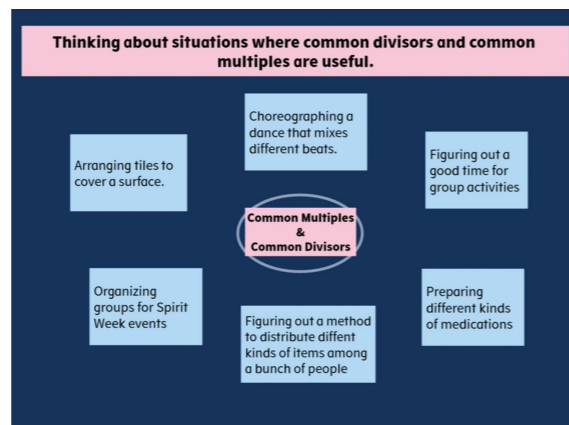 Thinking about situations where common divisors and common
multiples are useful.
Choreographing a
dance that mixes
different beats.
Arranging tiles to
cover a surface.
Figuring out a
good time for
group activities
Common Multiples
&
Common Divisors
Organizing
groups for Spirit
Week events
Figuring out a method
to distribute diffent
kinds of items among
a bunch of people
Preparing
different kinds
of medications